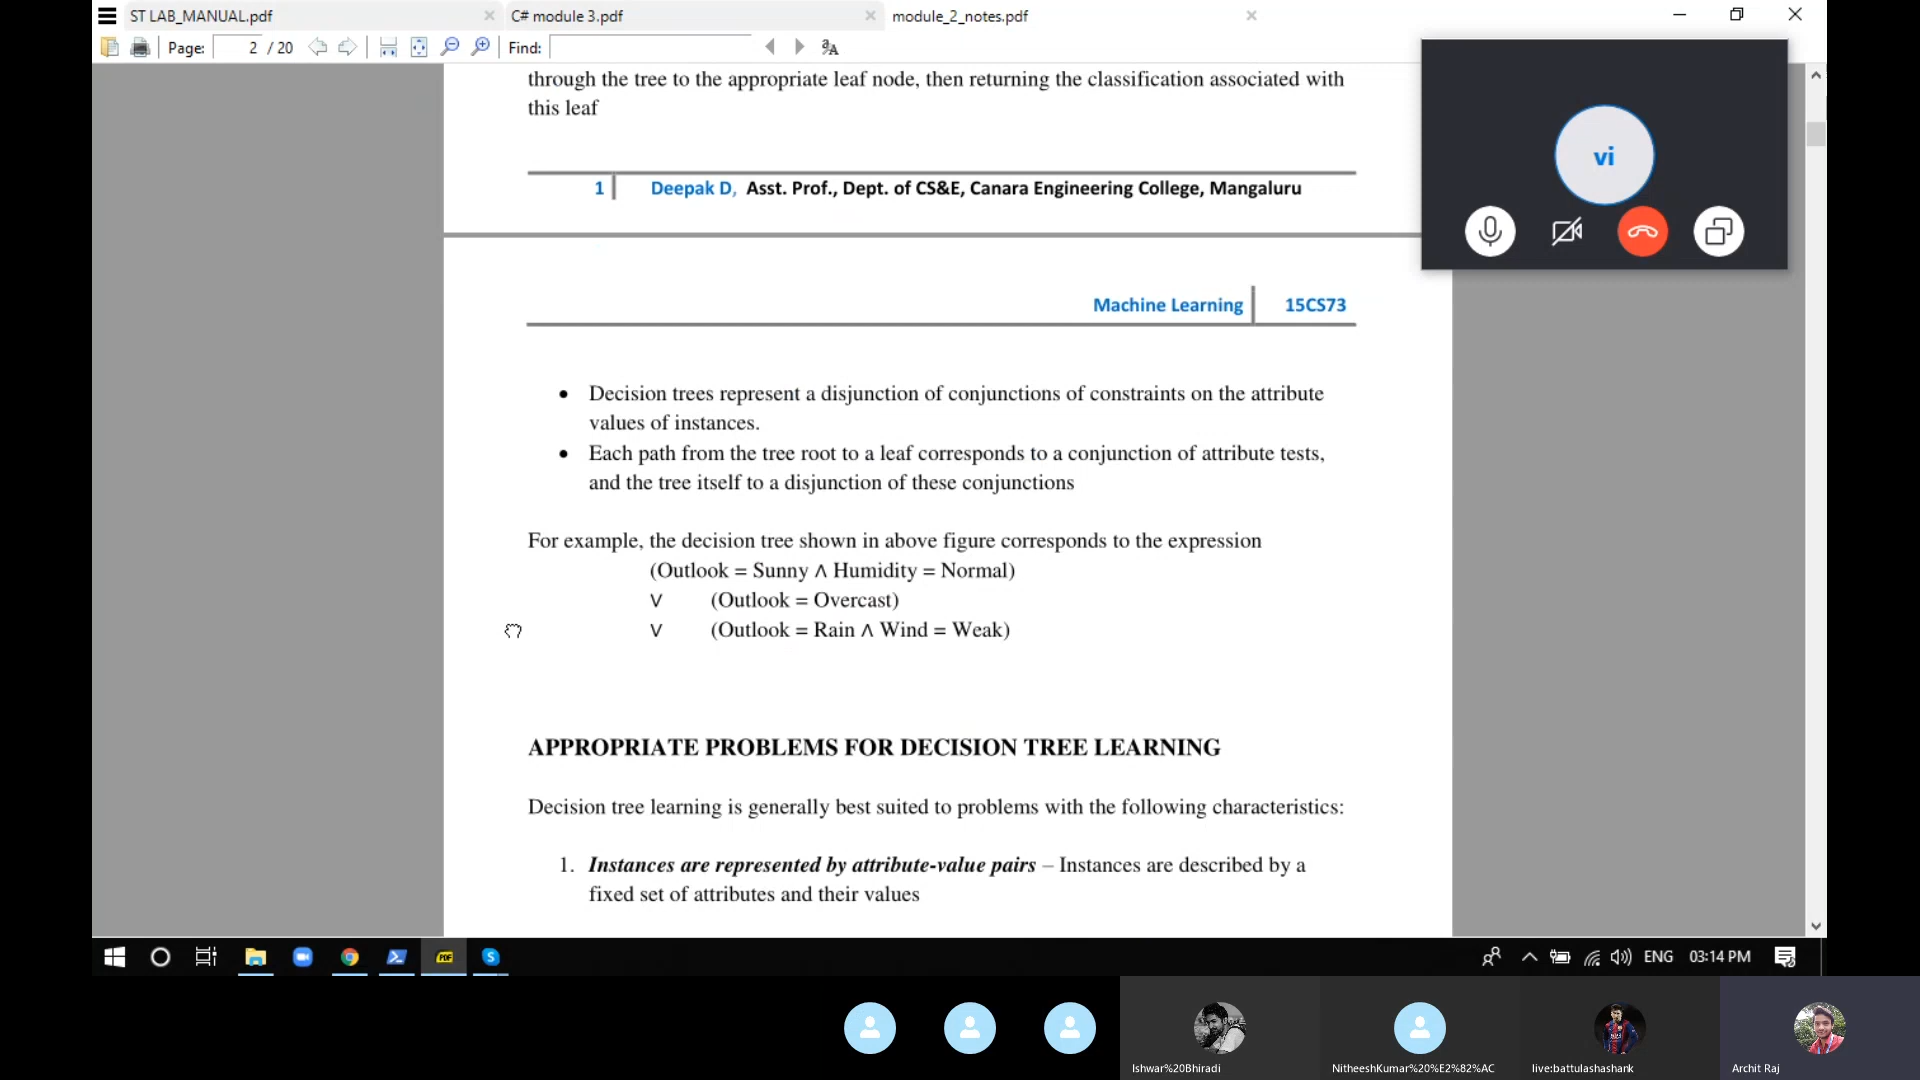 ST LAB_MANUAL.pdf
C# module 3.pdf
module_2_notes.pdf
Page: 2 / 20
Find:
through the tree to the appropriate leaf node, then returning the classification associated with
this leaf
1 Deepak D, Asst. Prof., Dept. of CS&E, Canara Engineering College, Mangaluru
vi
Machine Learning 15CS73
• Decision trees represent a disjunction of conjunctions of constraints on the attribute
values of instances.
• Each path from the tree root to a leaf corresponds to a conjunction of attribute tests,
and the tree itself to a disjunction of these conjunctions
For example, the decision tree shown in above figure corresponds to the expression
(Outlook = Sunny ∧ Humidity = Normal)
∨ (Outlook = Overcast)
∨ (Outlook = Rain ∧ Wind = Weak)
APPROPRIATE PROBLEMS FOR DECISION TREE LEARNING
Decision tree learning is generally best suited to problems with the following characteristics:
1. Instances are represented by attribute-value pairs – Instances are described by a
fixed set of attributes and their values
PDF
S
ENG 03:14 PM
Ishwar%20Bhiradi
NitheeshKumar%20%E2%82%AC
live:battulashashank
Archit Raj